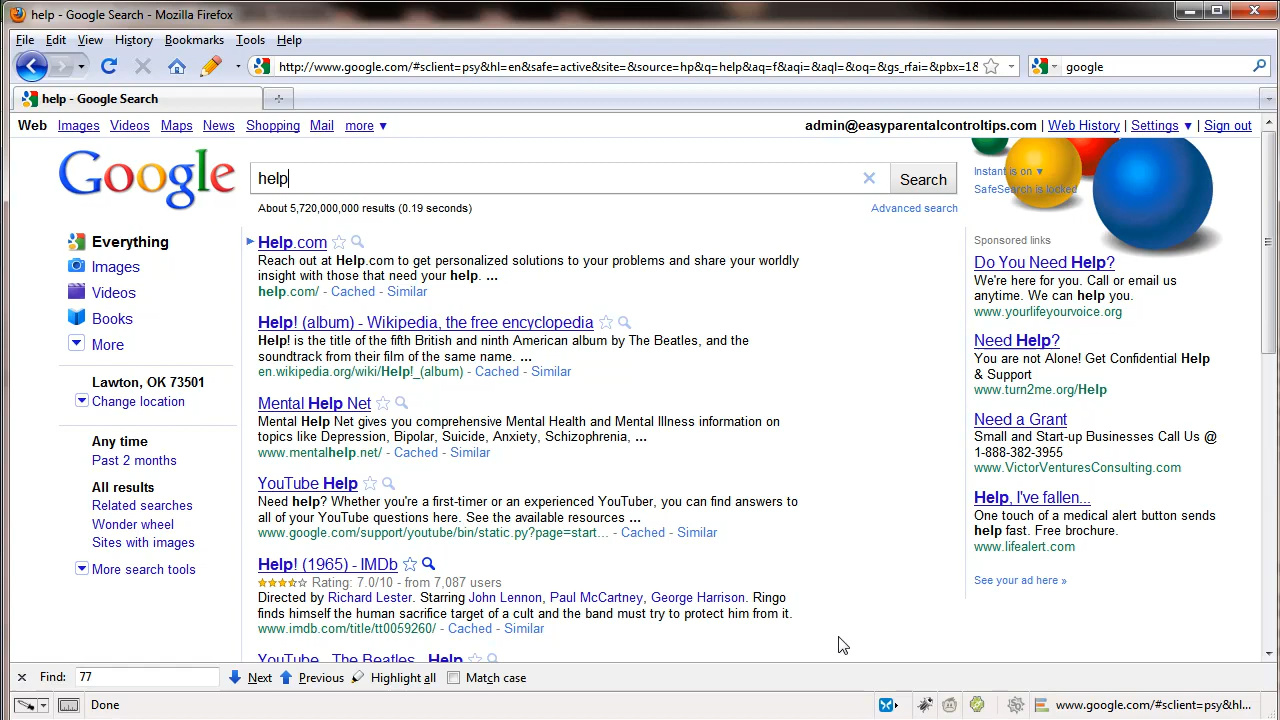 help - Google Search - Mozilla Firefox
File Edit View History Bookmarks Tools Help
http://www.google.com/#sclient=psy&hl=en&safe=active&site=&source=hp&q=help&aq=f&aqi=&aql=&oq=&gs_rfai=&pbx=18
google
help - Google Search
Web Images Videos Maps News Shopping Mail more ▼
admin@easyparentalcontroltips.com | Web History | Settings ▼ | Sign out
Google
help
Search
Instant is on ▼
SafeSearch is locked
About 5,720,000,000 results (0.19 seconds)
Advanced search
Everything
Images
Videos
Books
More
Lawton, OK 73501
Change location
Any time
Past 2 months
All results
Related searches
Wonder wheel
Sites with images
More search tools
Help.com
Reach out at Help.com to get personalized solutions to your problems and share your worldly
insight with those that need your help. ...
help.com/ - Cached - Similar
Help! (album) - Wikipedia, the free encyclopedia
Help! is the title of the fifth British and ninth American album by The Beatles, and the
soundtrack from their film of the same name. ...
en.wikipedia.org/wiki/Help!_(album) - Cached - Similar
Mental Help Net
Mental Help Net gives you comprehensive Mental Health and Mental Illness information on
topics like Depression, Bipolar, Suicide, Anxiety, Schizophrenia, ...
www.mentalhelp.net/ - Cached - Similar
YouTube Help
Need help? Whether you're a first-timer or an experienced YouTuber, you can find answers to
all of your YouTube questions here. See the available resources ...
www.google.com/support/youtube/bin/static.py?page=start... - Cached - Similar
Help! (1965) - IMDb
Rating: 7.0/10 - from 7,087 users
Directed by Richard Lester. Starring John Lennon, Paul McCartney, George Harrison. Ringo
finds himself the human sacrifice target of a cult and the band must try to protect him from it.
www.imdb.com/title/tt0059260/ - Cached - Similar
YouTube - The Beatles - Help
Sponsored links
Do You Need Help?
We're here for you. Call or email us
anytime. We can help you.
www.yourlifeyourvoice.org
Need Help?
You are not Alone! Get Confidential Help
& Support
www.turn2me.org/Help
Need a Grant
Small and Start-up Businesses Call Us @
1-888-382-3955
www.VictorVenturesConsulting.com
Help, I've fallen...
One touch of a medical alert button sends
help fast. Free brochure.
www.lifealert.com
See your ad here »
Find: 77 Next Previous Highlight all Match case
Done
www.google.com/#sclient=psy&hl...